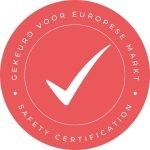 GEKEURD VOOR EUROPESE MARKT
SAFETY CERTIFICATION